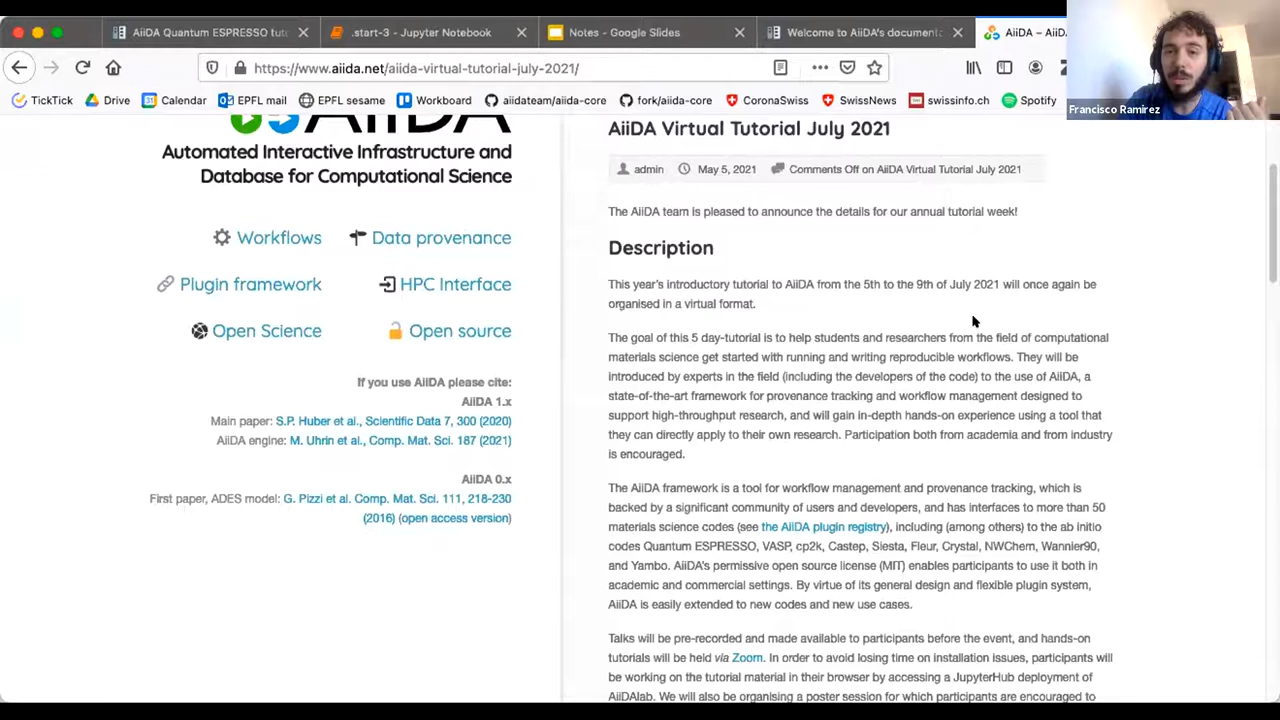 AiiDA Quantum ESPRESSO tut
.start-3 - Jupyter Notebook
Notes - Google Slides
Welcome to AiiDA's document
AiiDA – AiiDA
https://www.aiida.net/aiida-virtual-tutorial-july-2021/
TickTick
Drive
Calendar
EPFL mail
EPFL sesame
Workboard
aiidateam/aiida-core
fork/aiida-core
CoronaSwiss
SwissNews
swissinfo.ch
Spotify
Francisco Ramirez
AiiDA
Automated Interactive Infrastructure and
Database for Computational Science
Workflows
Data provenance
Plugin framework
HPC Interface
Open Science
Open source
If you use AiiDA please cite:
AiiDA 1.x
Main paper: S.P. Huber et al., Scientific Data 7, 300 (2020)
AiiDA engine: M. Uhrin et al., Comp. Mat. Sci. 187 (2021)
AiiDA 0.x
First paper, ADES model: G. Pizzi et al. Comp. Mat. Sci. 111, 218-230
(2016) (open access version)
AiiDA Virtual Tutorial July 2021
admin
May 5, 2021
Comments Off on AiiDA Virtual Tutorial July 2021
The AiiDA team is pleased to announce the details for our annual tutorial week!
Description
This year's introductory tutorial to AiiDA from the 5th to the 9th of July 2021 will once again be
organised in a virtual format.
The goal of this 5 day-tutorial is to help students and researchers from the field of computational
materials science get started with running and writing reproducible workflows. They will be
introduced by experts in the field (including the developers of the code) to the use of AiiDA, a
state-of-the-art framework for provenance tracking and workflow management designed to
support high-throughput research, and will gain in-depth hands-on experience using a tool that
they can directly apply to their own research. Participation both from academia and from industry
is encouraged.
The AiiDA framework is a tool for workflow management and provenance tracking, which is
backed by a significant community of users and developers, and has interfaces to more than 50
materials science codes (see the AiiDA plugin registry), including (among others) to the ab initio
codes Quantum ESPRESSO, VASP, cp2k, Castep, Siesta, Fleur, Crystal, NWChem, Wannier90,
and Yambo. AiiDA's permissive open source license (MIT) enables participants to use it both in
academic and commercial settings. By virtue of its general design and flexible plugin system,
AiiDA is easily extended to new codes and new use cases.
Talks will be pre-recorded and made available to participants before the event, and hands-on
tutorials will be held via Zoom. In order to avoid losing time on installation issues, participants will
be working on the tutorial material in their browser by accessing a JupyterHub deployment of
AiiDAlab. We will also be organising a poster session for which participants are encouraged to